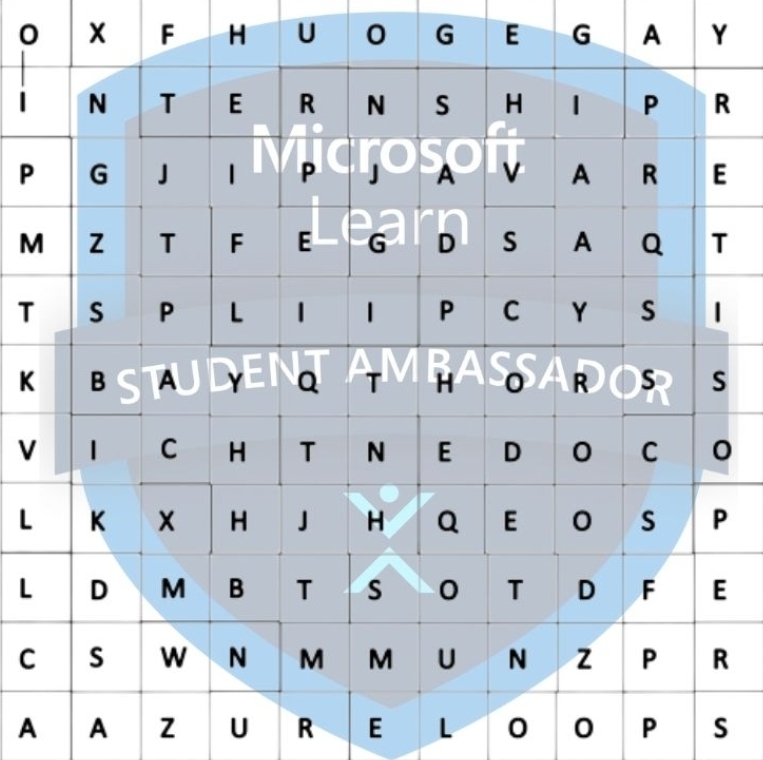 O X F H U O G E G A Y
I N T E R N S H I P R
Microsoft
P G J I P J A V A R E
Learn
M Z T F E G D S A Q T
T S P L I I P C Y S I
STUDENT AMBASSADOR
K B A Y Q T H O R S S
V I C H T N E D O C O
L K X H J H Q E O S P
L D M B T S O T D F E
C S W N M M U N Z P R
A A Z U R E L O O P S